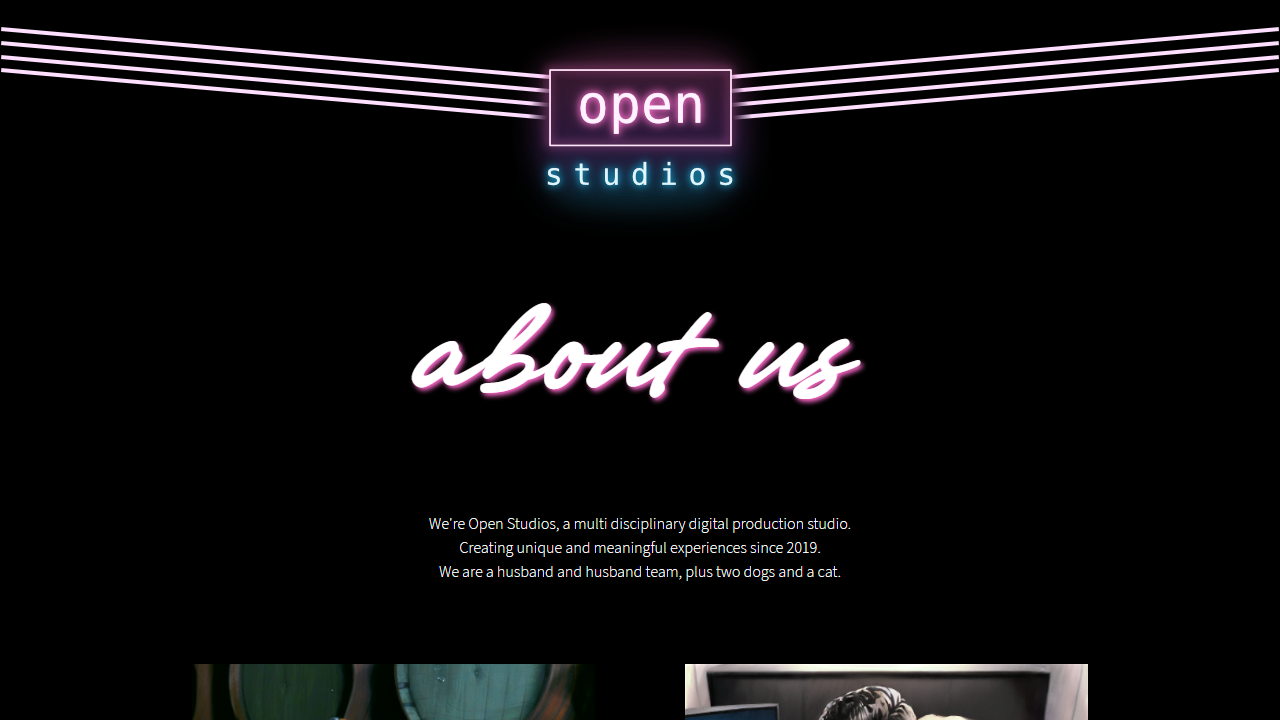 open
studios
about us
We're Open Studios, a multi disciplinary digital production studio.
Creating unique and meaningful experiences since 2019.
We are a husband and husband team, plus two dogs and a cat.